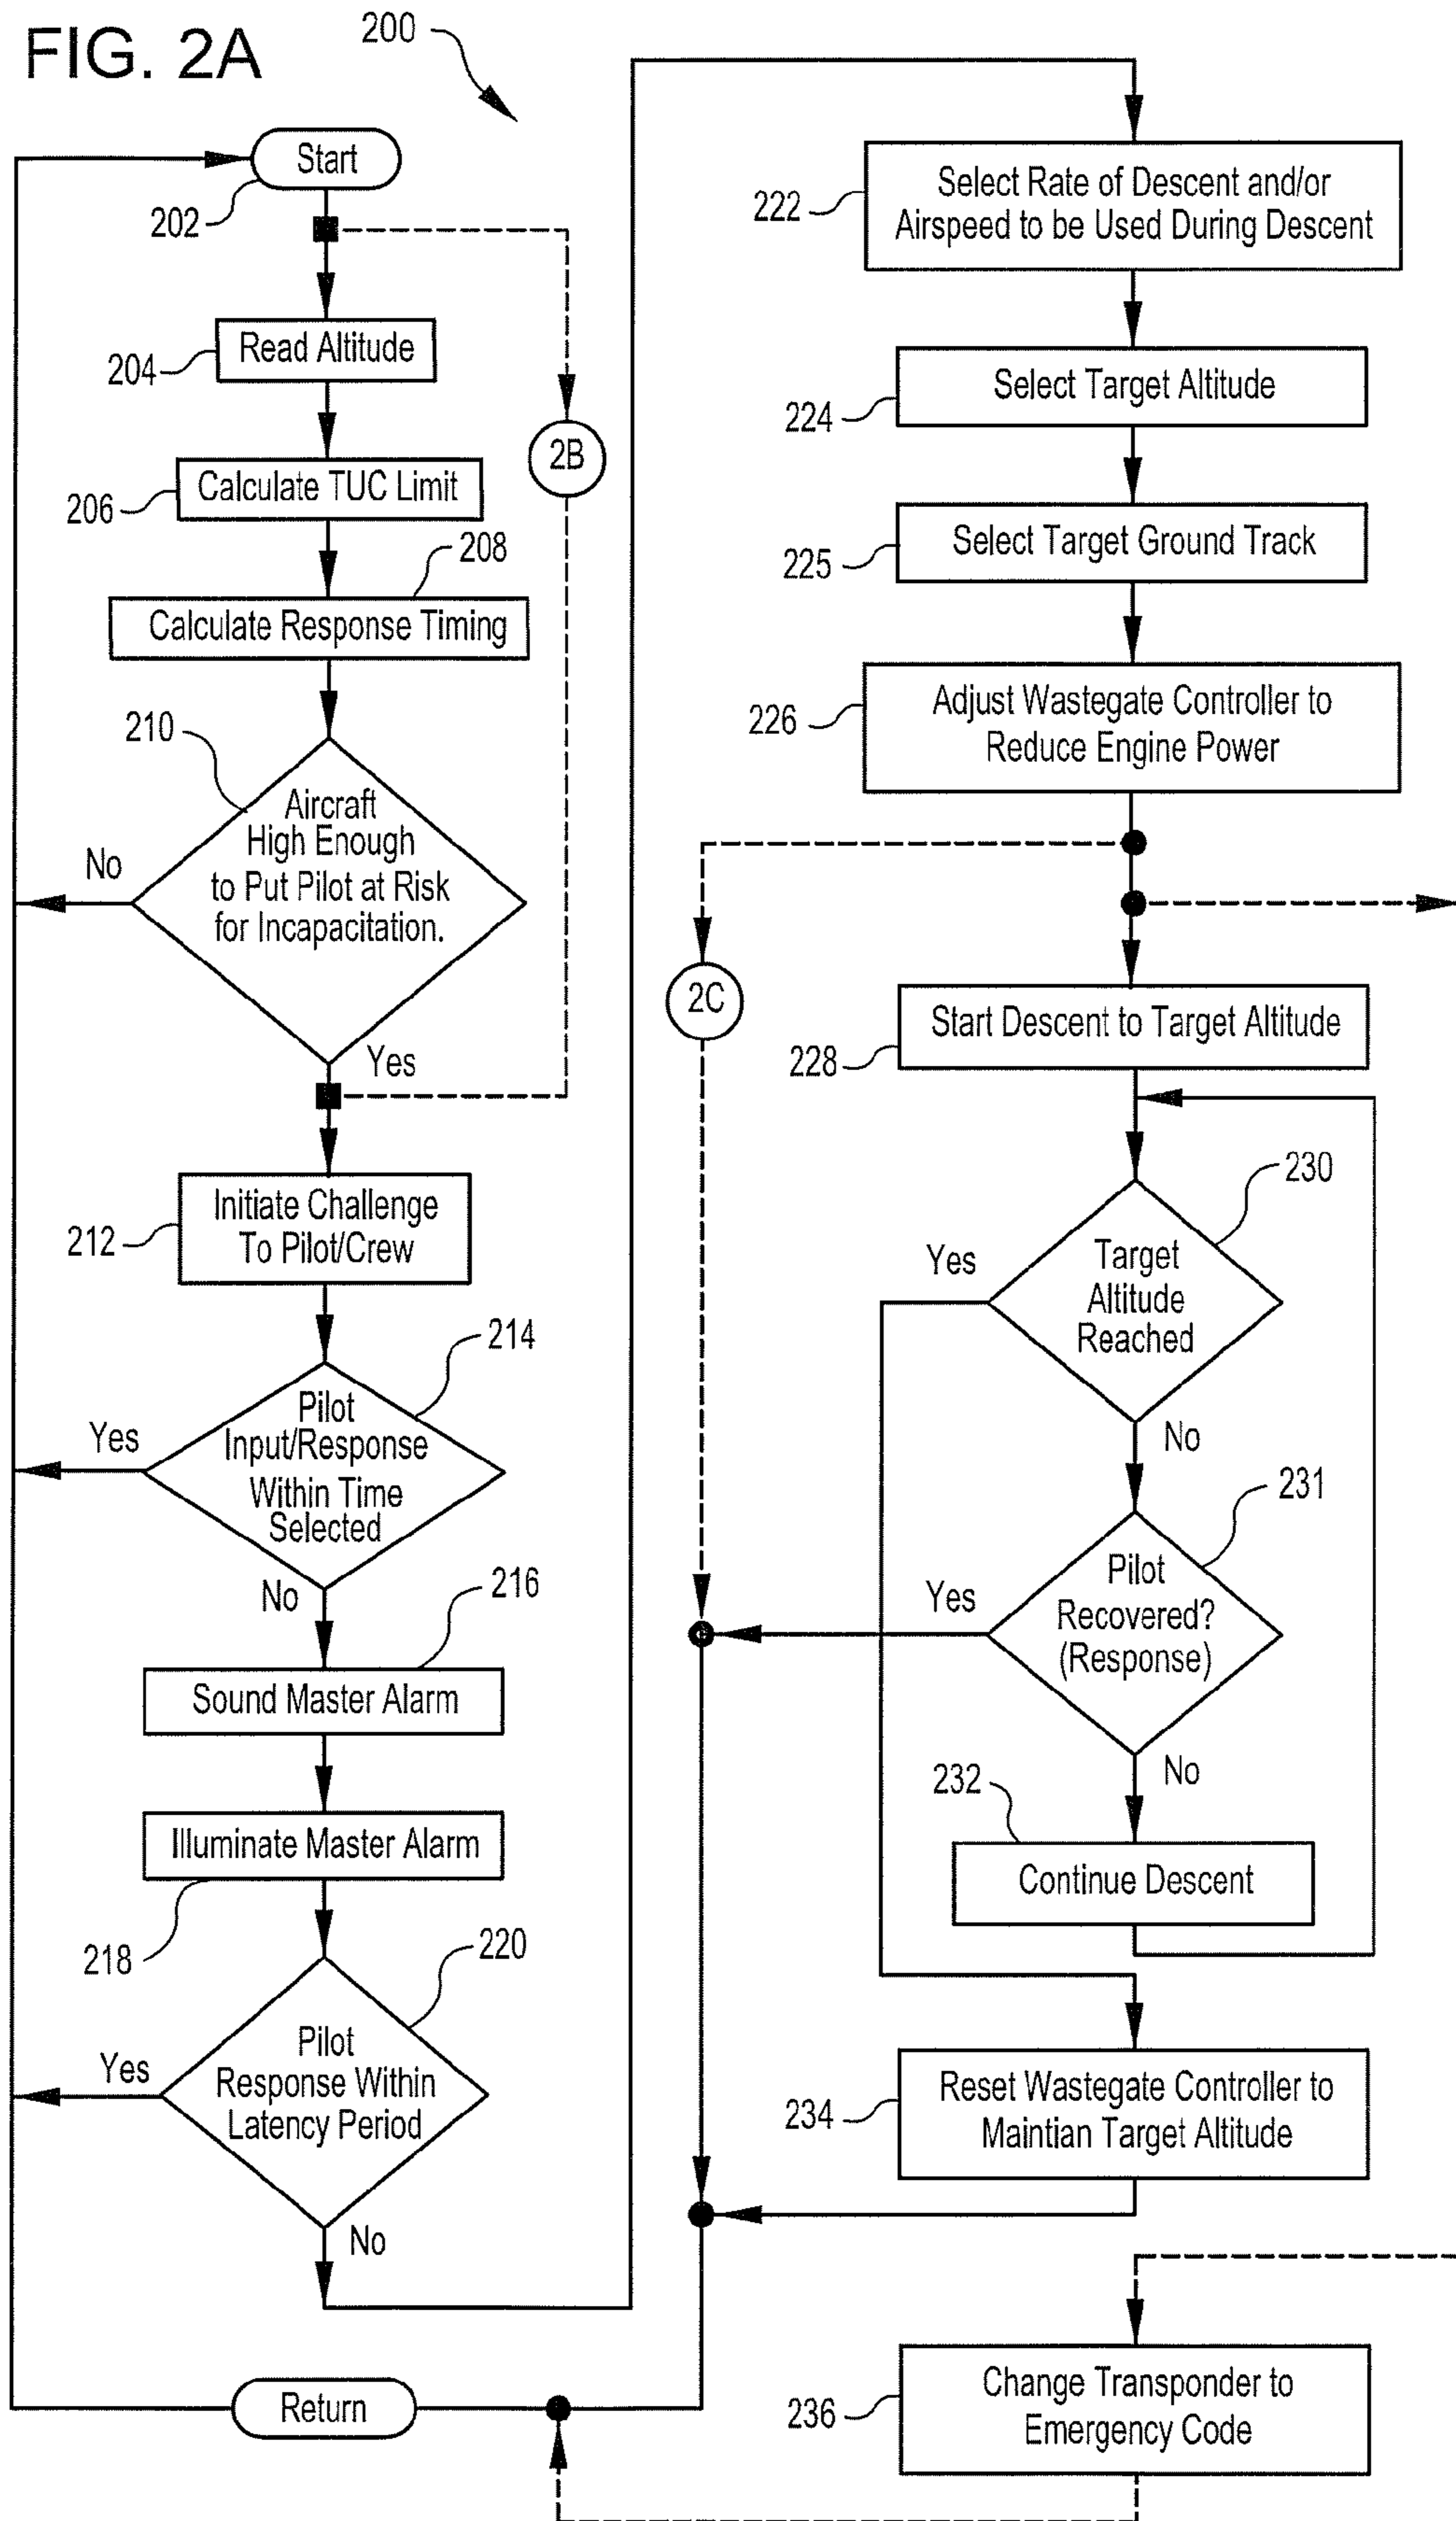 FIG. 2A
200
Start
202
Read Altitude
204
2B
Calculate TUC Limit
206
208
Calculate Response Timing
210
Aircraft
High Enough
to Put Pilot at Risk
for Incapacitation.
No
Yes
Initiate Challenge
To Pilot/Crew
212
214
Pilot
Input/Response
Within Time
Selected
Yes
No
216
Sound Master Alarm
Illuminate Master Alarm
218
220
Pilot
Response Within
Latency Period
Yes
No
Return
Select Rate of Descent and/or
Airspeed to be Used During Descent
222
Select Target Altitude
224
Select Target Ground Track
225
Adjust Wastegate Controller to
Reduce Engine Power
226
2C
Start Descent to Target Altitude
228
230
Target
Altitude
Reached
Yes
No
231
Pilot
Recovered?
(Response)
Yes
No
232
Continue Descent
Reset Wastegate Controller to
Maintian Target Altitude
234
Change Transponder to
Emergency Code
236